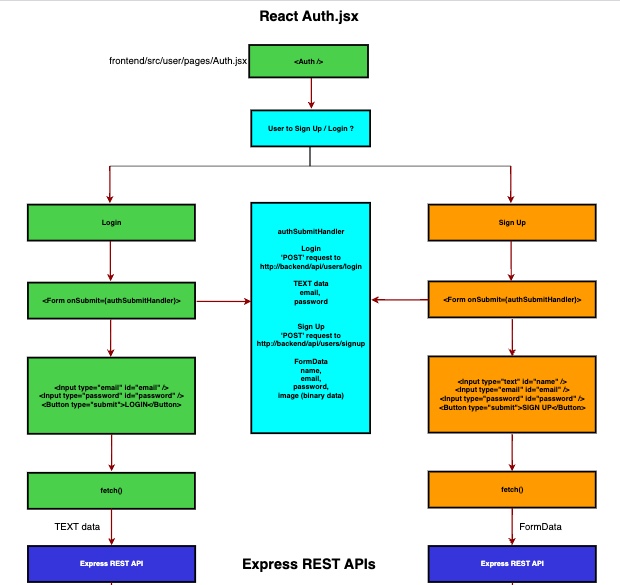 React Auth.jsx
frontend/src/user/pages/Auth.jsx
<Auth />
User to Sign Up / Login ?
Login
<Form onSubmit={authSubmitHandler}>
<Input type="email" id="email" />
<Input type="password" id="password" />
<Button type="submit">LOGIN</Button>
fetch()
TEXT data
Express REST API
authSubmitHandler
Login
'POST' request to
http://backend/api/users/login
TEXT data
email,
password
Sign Up
'POST' request to
http://backend/api/users/signup
FormData
name,
email,
password,
image (binary data)
Express REST APIs
Sign Up
<Form onSubmit={authSubmitHandler}>
<Input type="text" id="name" />
<Input type="email" id="email" />
<Input type="password" id="password" />
<Button type="submit">SIGN UP</Button>
fetch()
FormData
Express REST API